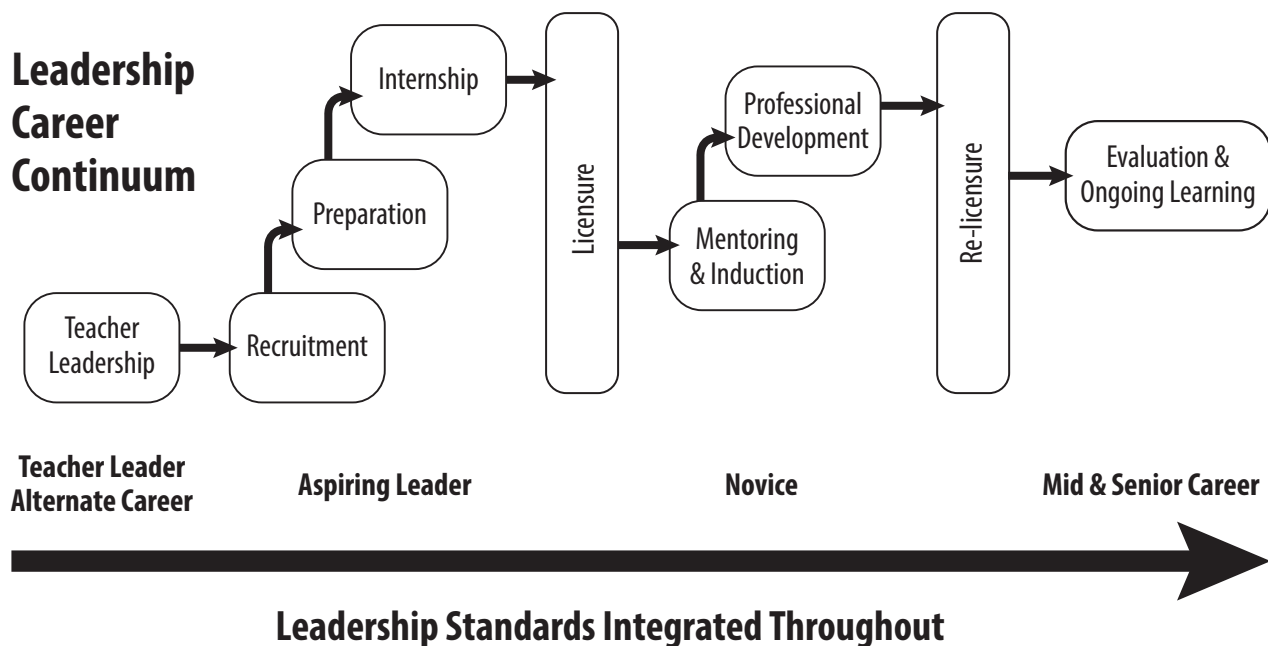 Leadership
Career
Continuum
Internship
Preparation
Teacher
Leadership
Recruitment
Licensure
Professional
Development
Mentoring
& Induction
Re-licensure
Evaluation &
Ongoing Learning
Teacher Leader
Alternate Career
Aspiring Leader
Novice
Mid & Senior Career
Leadership Standards Integrated Throughout